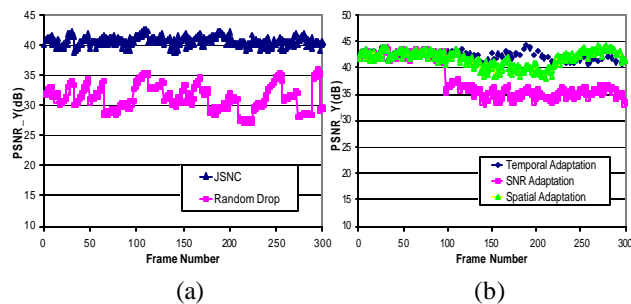 45
40
35
30
25
20
15
10
PSNR_Y(dB)
JSNC
Random Drop
0 50 100 150 200 250 300
Frame Number
(a)
50
45
40
35
30
25
20
15
10
PSNR_Y(dB)
Temporal Adaptation
SNR Adaptation
Spatial Adaptation
0 50 100 150 200 250 300
Frame Number
(b)